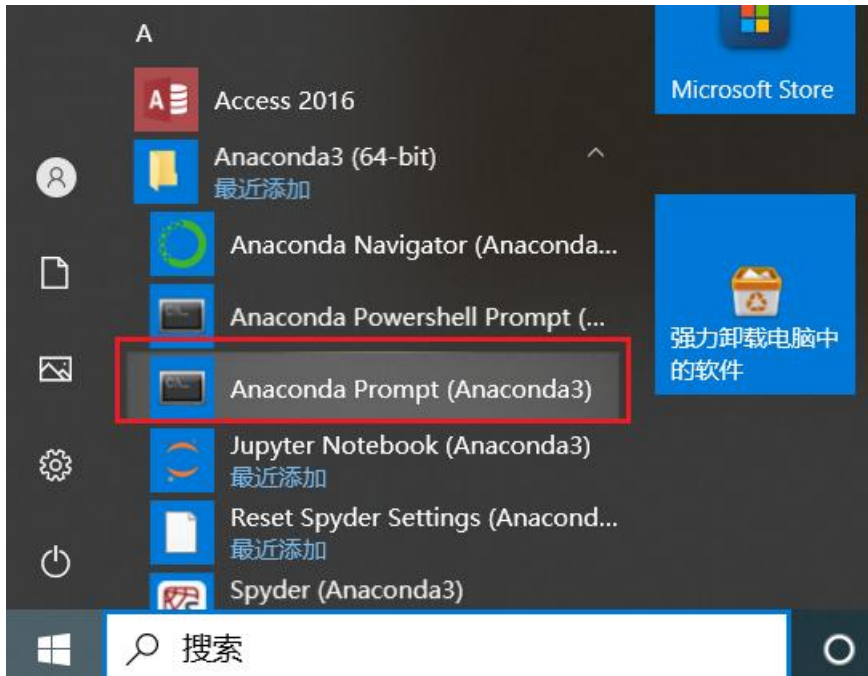 A
Access 2016
Anaconda3 (64-bit)
最近添加
Anaconda Navigator (Anaconda...
Anaconda Powershell Prompt (...
Anaconda Prompt (Anaconda3)
Jupyter Notebook (Anaconda3)
最近添加
Reset Spyder Settings (Anacond...
最近添加
Spyder (Anaconda3)
Microsoft Store
强力卸载电脑中
的软件
搜索